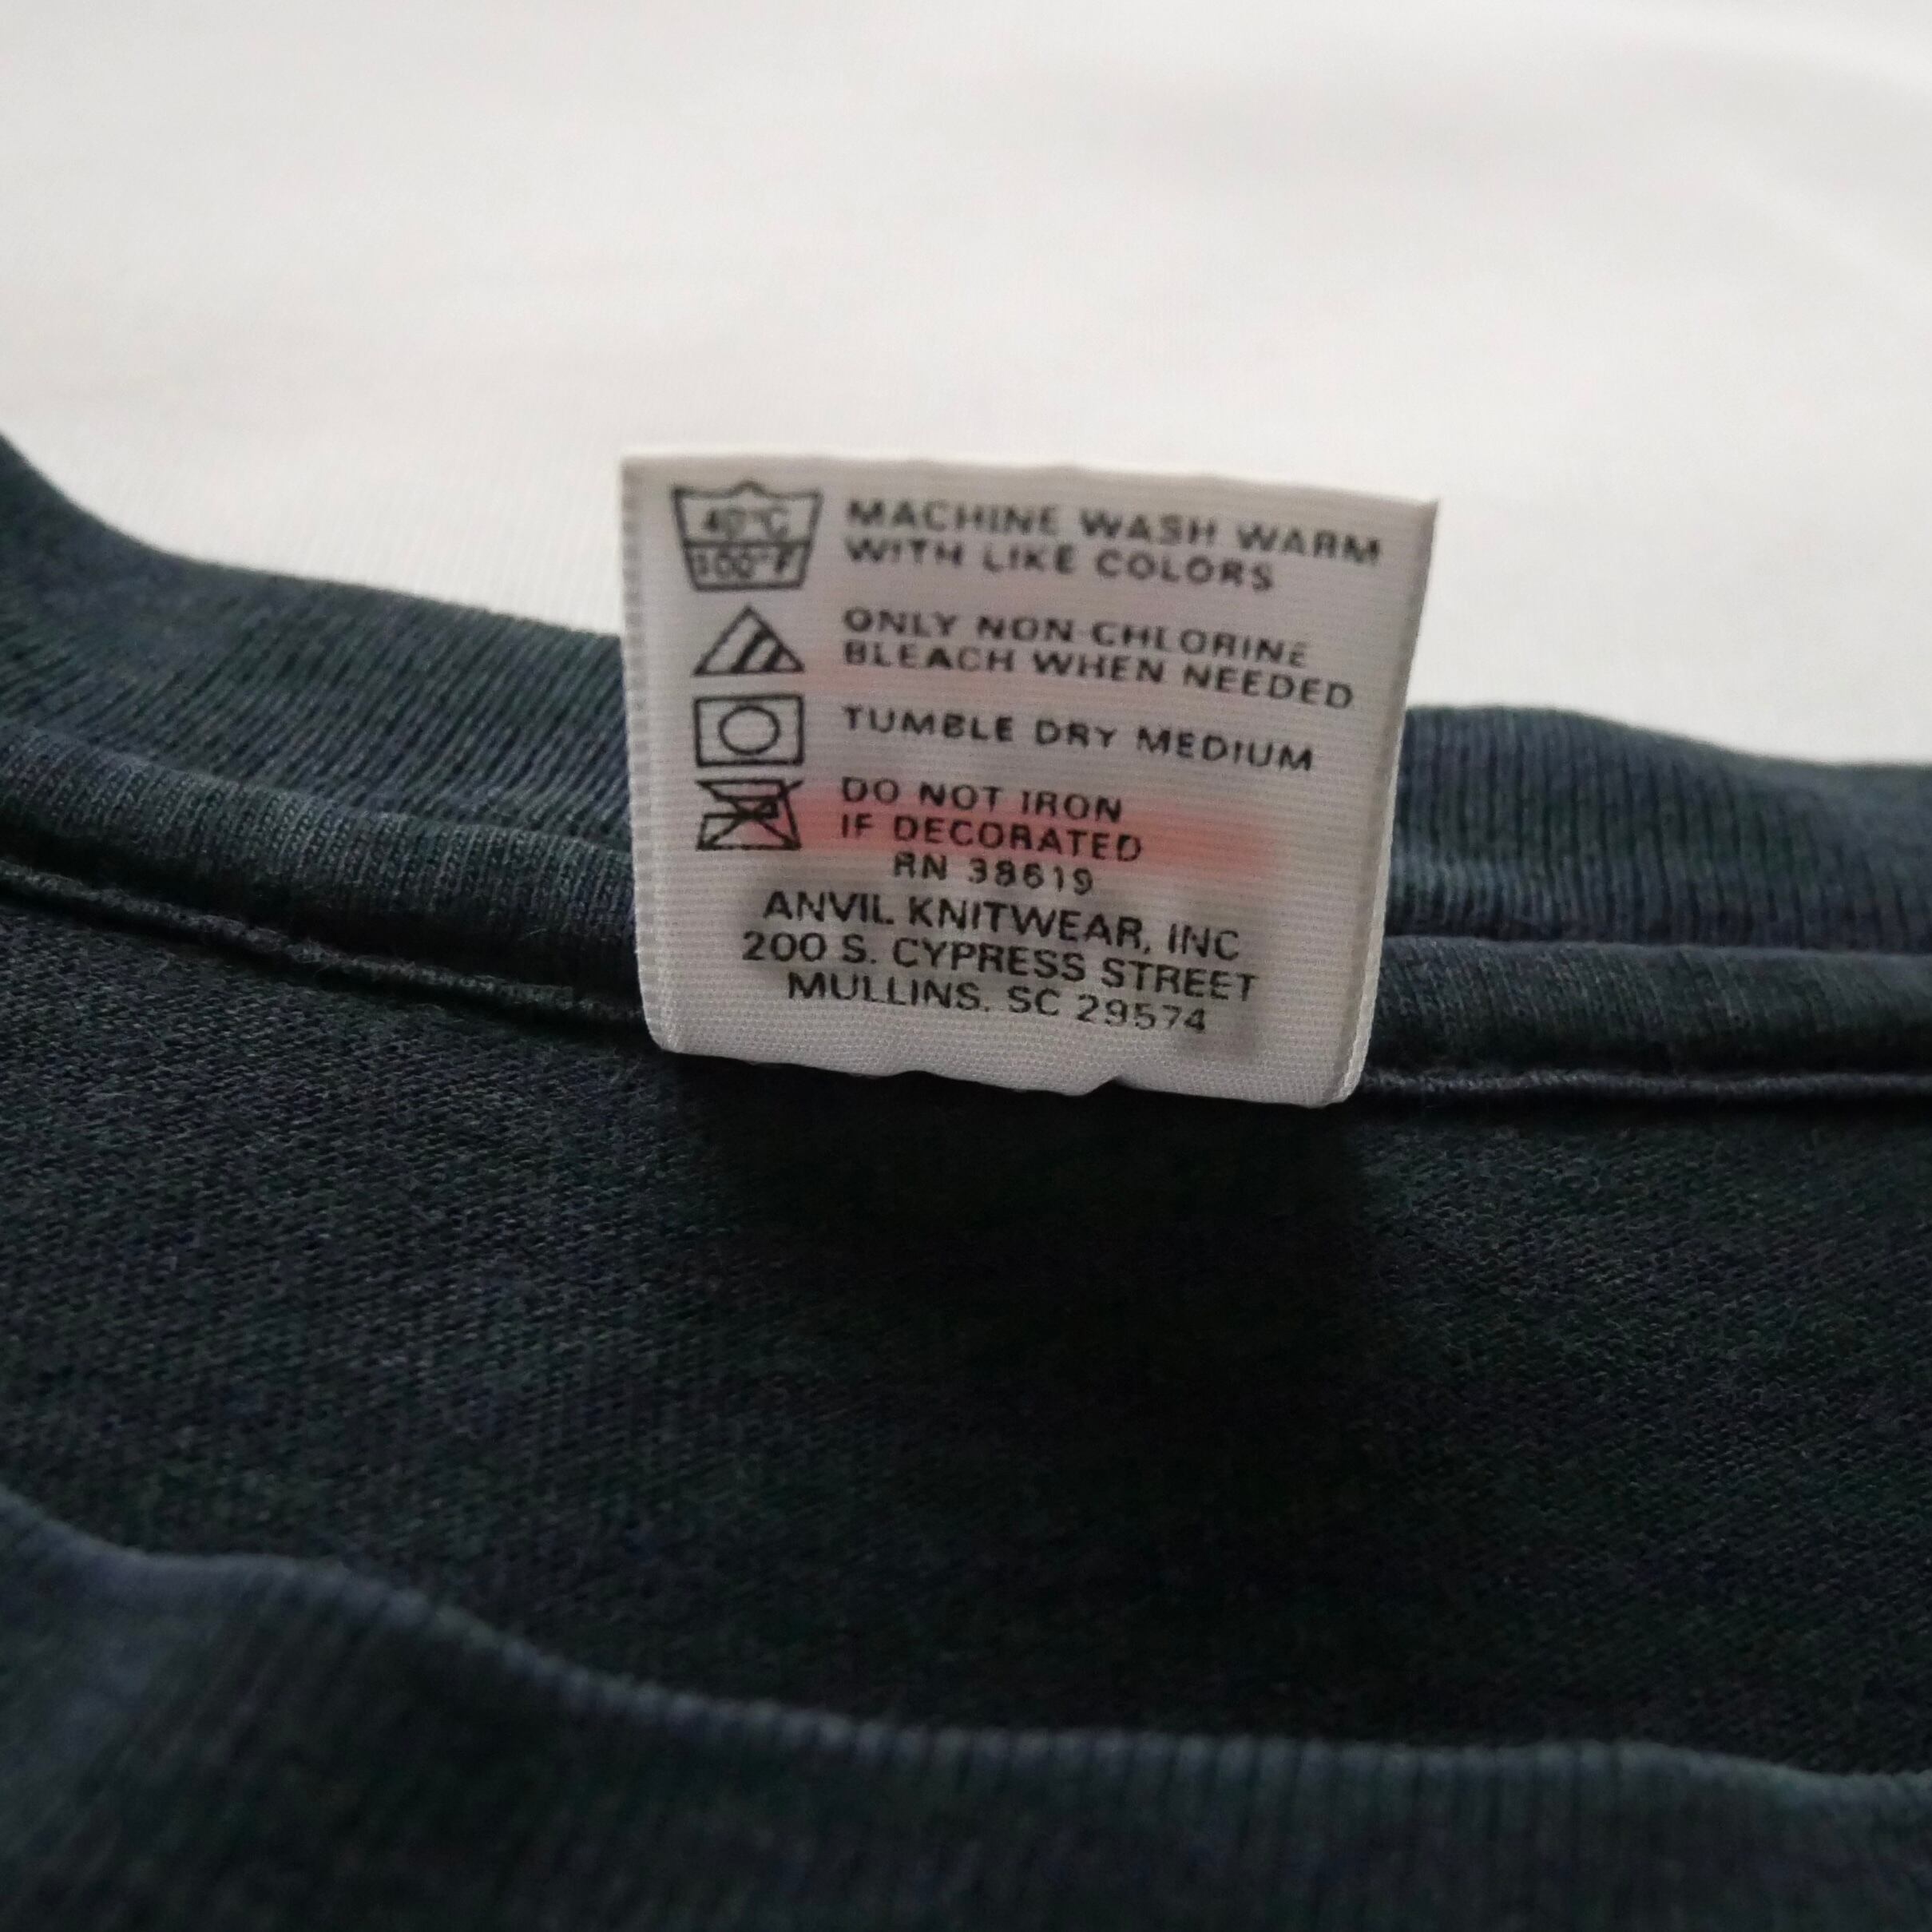 40°C
100°F
MACHINE WASH WARM
WITH LIKE COLORS
ONLY NON-CHLORINE
BLEACH WHEN NEEDED
TUMBLE DRY MEDIUM
DO NOT IRON
IF DECORATED
RN 38619
ANVIL KNITWEAR, INC
200 S. CYPRESS STREET
MULLINS, SC 29574